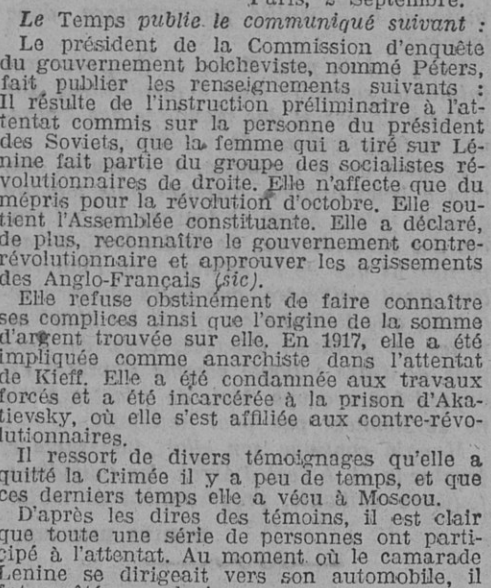 Paris, 2 Septembre.
Le Temps publie le communiqué suivant :
Le président de la Commission d'enquête
du gouvernement bolcheviste, nommé Péters,
fait publier les renseignements suivants :
Il résulte de l'instruction préliminaire à l'at-
tentat commis sur la personne du président
des Soviets, que la femme qui a tiré sur Lé-
nine fait partie du groupe des socialistes ré-
volutionnaires de droite. Elle n'affecte que du
mépris pour la révolution d'octobre. Elle sou-
tient l'Assemblée constituante. Elle a déclaré,
de plus, reconnaître le gouvernement contre-
révolutionnaire et approuver les agissements
des Anglo-Français (sic).
Elle refuse obstinément de faire connaître
ses complices ainsi que l'origine de la somme
d'argent trouvée sur elle. En 1917, elle a été
impliquée comme anarchiste dans l'attentat
de Kieff. Elle a été condamnée aux travaux
forcés et a été incarcérée à la prison d'Aka-
tievsky, où elle s'est affiliée aux contre-révo-
lutionnaires.
Il ressort de divers témoignages qu'elle a
quitté la Crimée il y a peu de temps, et que
ces derniers temps elle a vécu à Moscou.
D'après les dires des témoins, il est clair
que toute une série de personnes ont parti-
cipé à l'attentat. Au moment où le camarade
Lenine se dirigeait vers son automobile, il